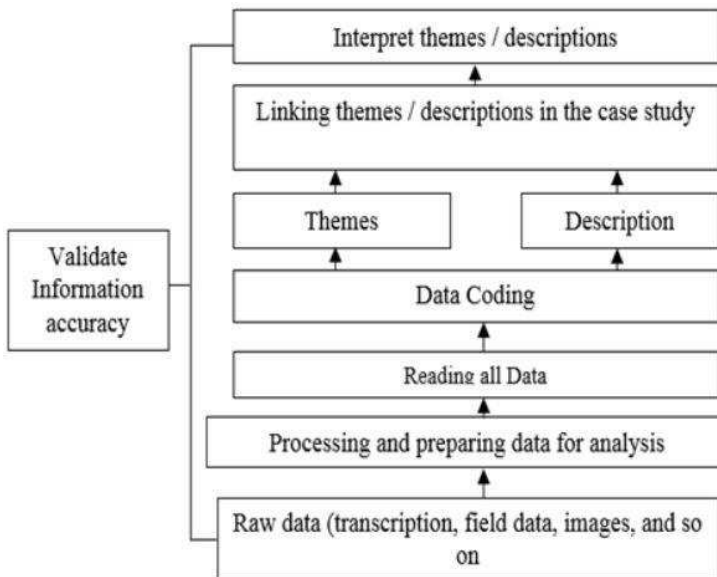 Interpret themes / descriptions
Linking themes / descriptions in the case study
Themes
Description
Validate
Information
accuracy
Data Coding
Reading all Data
Processing and preparing data for analysis
Raw data (transcription, field data, images, and so
on